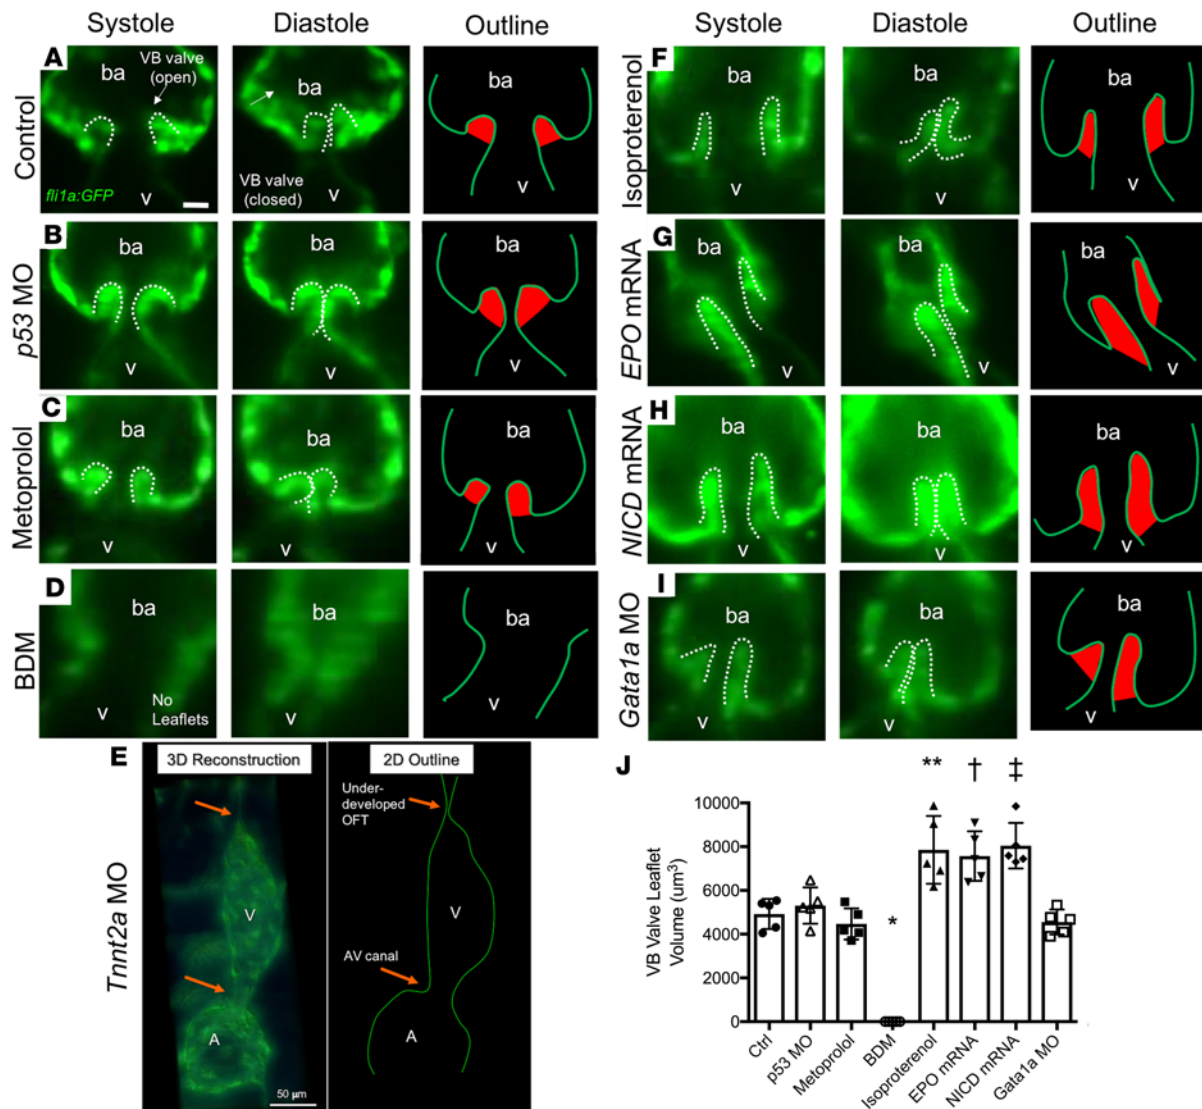 Systole Diastole Outline
Systole Diastole Outline
Control
A
VB valve
(open)
ba
fli1a:GFP
v
ba
VB valve
(closed)
v
ba
v
p53 MO
B
ba
v
ba
v
ba
v
Metoprolol
C
ba
v
ba
v
ba
v
BDM
D
ba
v
No
Leaflets
ba
v
ba
v
Tnnt2a MO
E
3D Reconstruction
V
A
50 µm
2D Outline
Under-
developed
OFT
V
AV canal
A
Isoproterenol
F
ba
v
ba
v
ba
v
EPO mRNA
G
ba
v
ba
v
ba
v
NICD mRNA
H
ba
v
ba
v
ba
v
Gata1a MO
I
ba
v
ba
v
ba
v
J
VB Valve Leaflet
Volume (um³)
10000
8000
6000
4000
2000
0
*
**
†
‡
Ctrl
p53 MO
Metoprolol
BDM
Isoproterenol
EPO mRNA
NICD mRNA
Gata1a MO